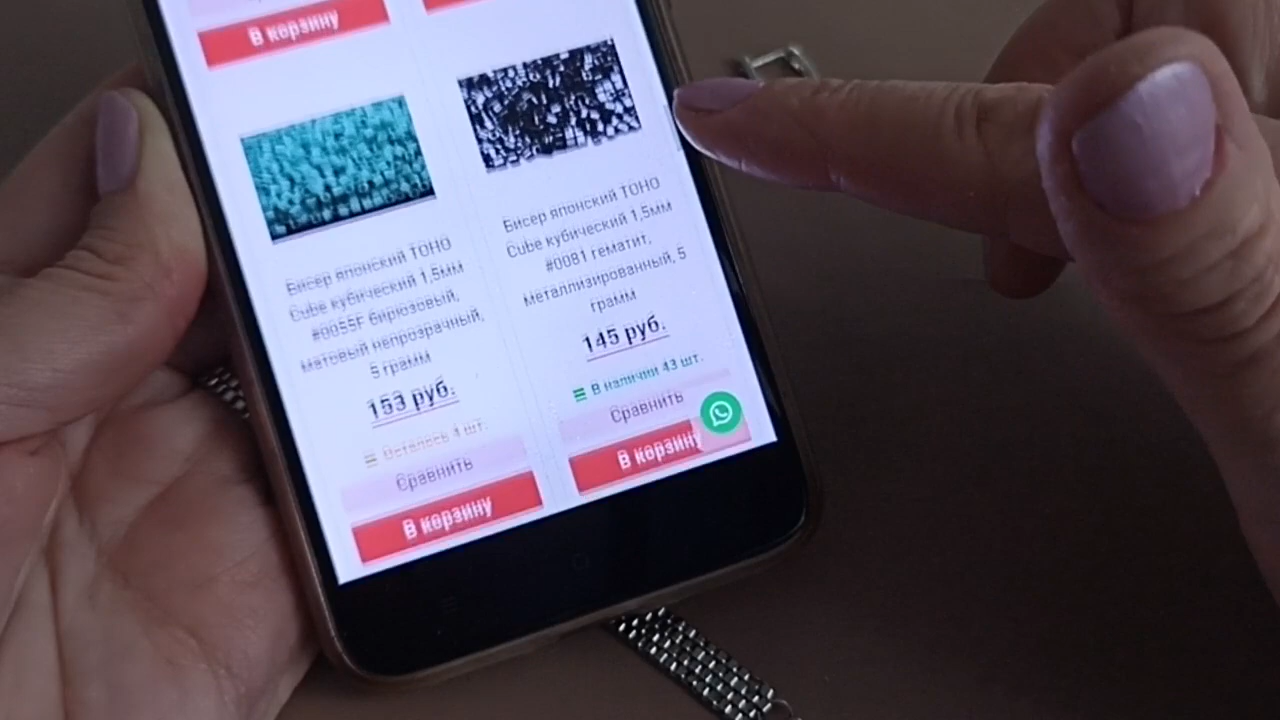 В корзину
Бисер японский TOHO
Cube кубический 1,5мм
#0055F бирюзовый,
матовый непрозрачный,
5 грамм
153 руб.
Осталось 4 шт.
Сравнить
В корзину
Бисер японский TOHO
Cube кубический 1,5мм
#0081 гематит,
металлизированный, 5
грамм
145 руб.
В наличии 43 шт.
Сравнить
В корзину